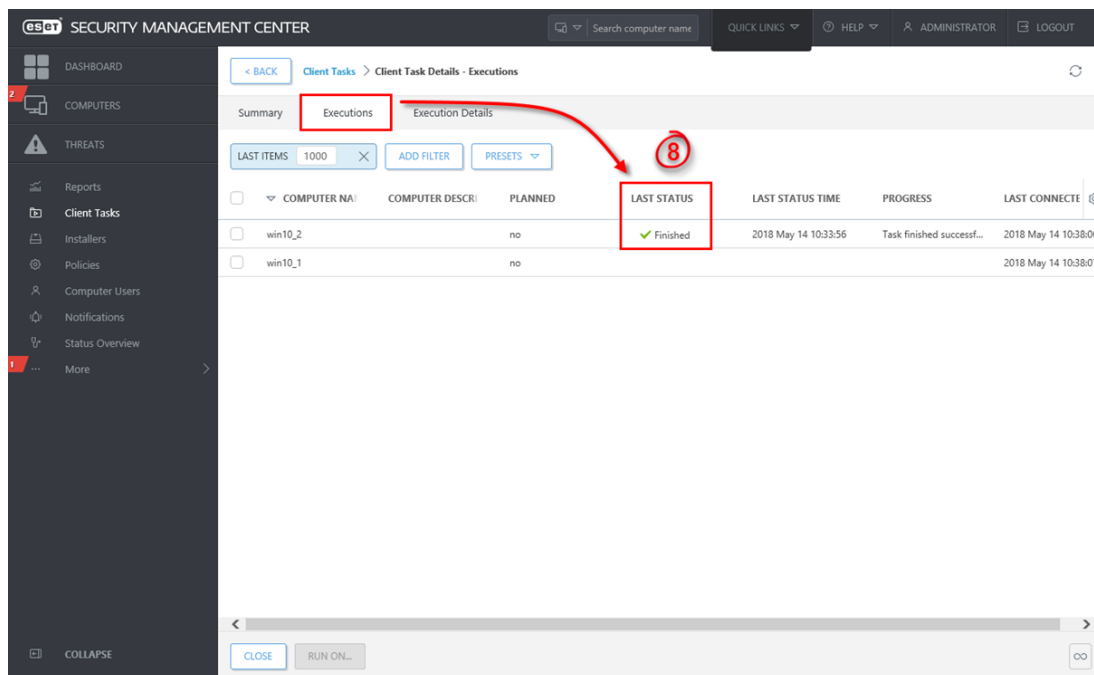 eset SECURITY MANAGEMENT CENTER Search computer name QUICK LINKS HELP ADMINISTRATOR LOGOUT
DASHBOARD
2
COMPUTERS
THREATS
Reports
Client Tasks
Installers
Policies
Computer Users
Notifications
Status Overview
1
More
COLLAPSE
< BACK Client Tasks > Client Task Details - Executions
Summary Executions Execution Details
8
LAST ITEMS 1000 ADD FILTER PRESETS
COMPUTER NA COMPUTER DESCRI PLANNED LAST STATUS LAST STATUS TIME PROGRESS LAST CONNECTE
win10_2 no Finished 2018 May 14 10:33:56 Task finished successf... 2018 May 14 10:38:0
win10_1 no 2018 May 14 10:38:0
CLOSE RUN ON...